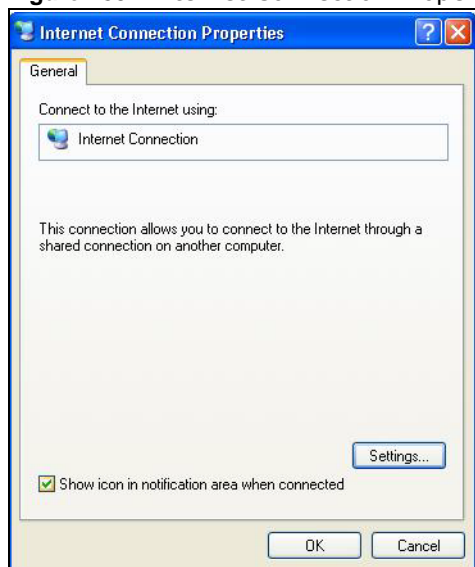 Internet Connection Properties
General
Connect to the Internet using:
Internet Connection
This connection allows you to connect to the Internet through a
shared connection on another computer.
Settings...
Show icon in notification area when connected
OK
Cancel